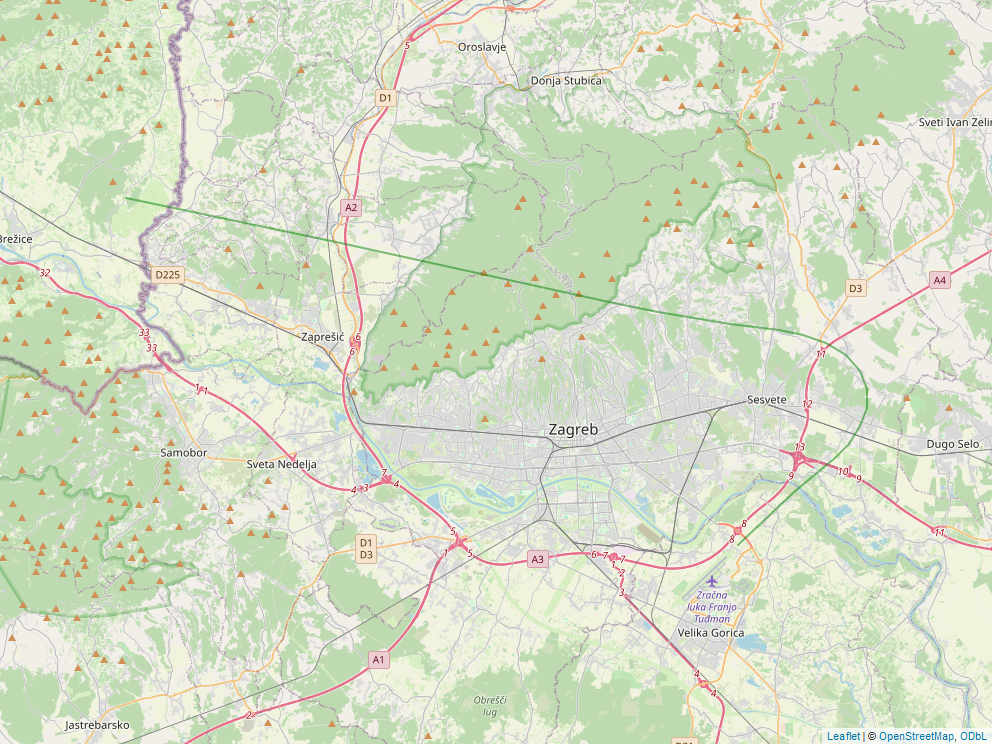 5
Oroslavje
Donja Stubica
D1
Sveti Ivan Zelin
A2
Brežice
32
D225
A4
D3
33
33
Zaprešić
6
6
11
1
1
Sesvete
12
Zagreb
Dugo Selo
Samobor
Sveta Nedelja
13
7
4
4
3
9
10
9
5
8
8
11
D1
D3
1
5
A3
6
7
7
1
2
3
Zračna
luka Franjo
Tuđman
Velika Gorica
A1
4
4
Obrešći
lug
2
Jastrebarsko
Leaflet | © OpenStreetMap, ODbL